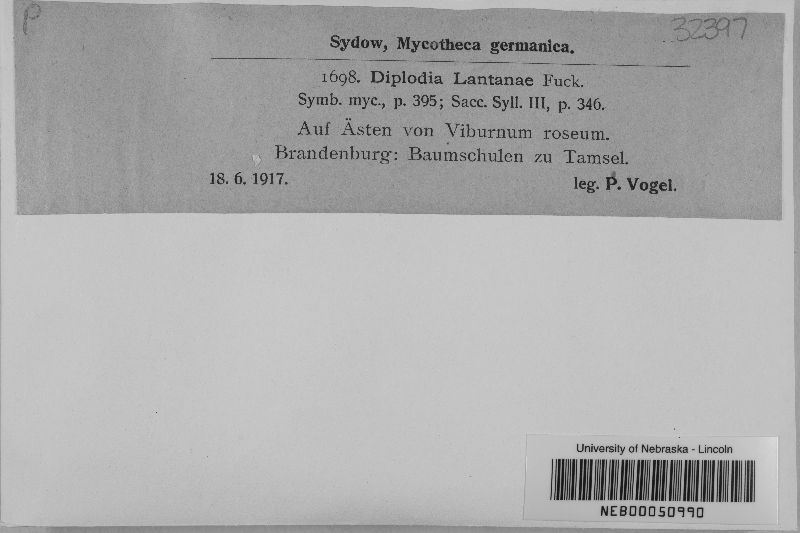 P
32397
Sydow, Mycotheca germanica.
1698. Diplodia Lantanae Fuck.
Symb. myc., p. 395; Sacc. Syll. III, p. 346.
Auf Ästen von Viburnum roseum.
Brandenburg: Baumschulen zu Tamsel.
18. 6. 1917. leg. P. Vogel.
University of Nebraska - Lincoln
NEB00050990